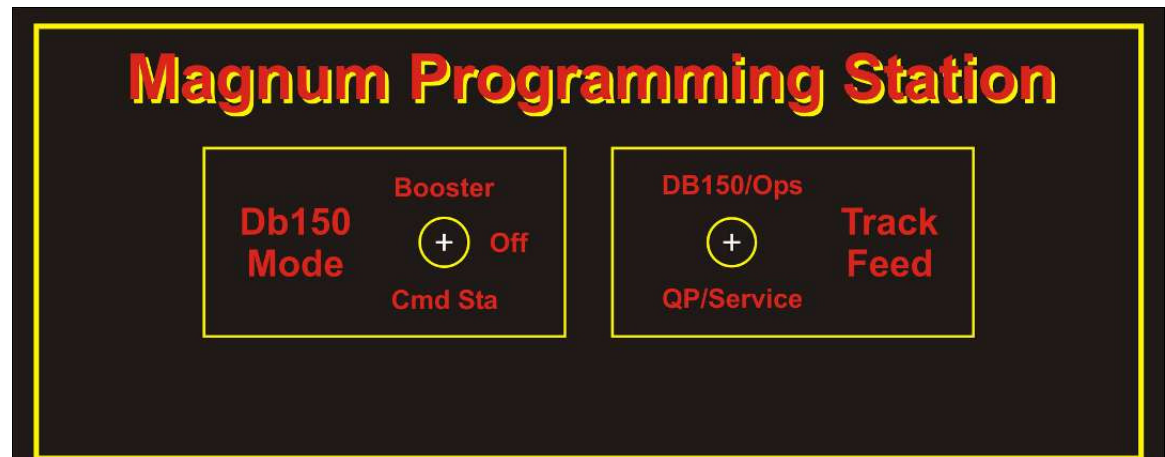 Magnum Programming Station
Db150
Mode
Booster
Off
Cmd Sta
DB150/Ops
QP/Service
Track
Feed